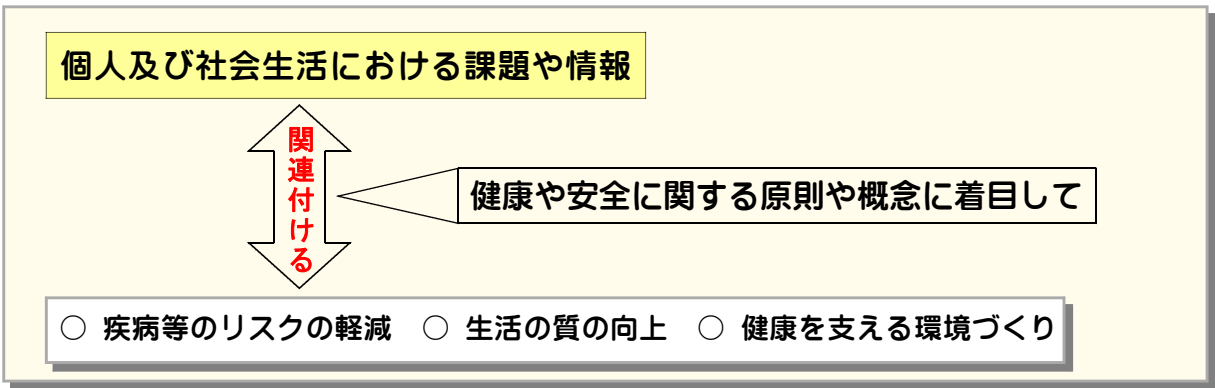 個人及び社会生活における課題や情報
関連付ける
健康や安全に関する原則や概念に着目して
○ 疾病等のリスクの軽減 ○ 生活の質の向上 ○ 健康を支える環境づくり